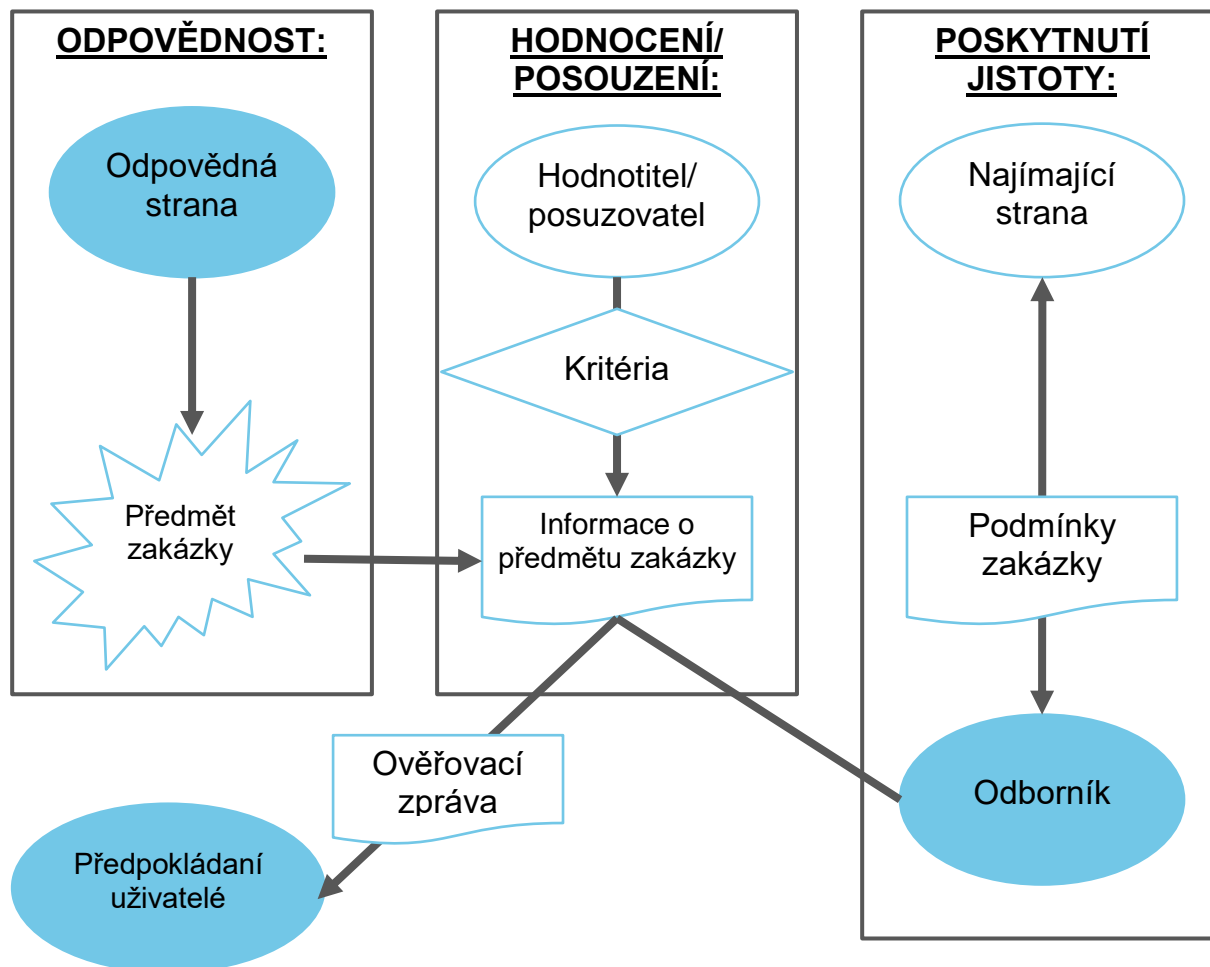 ODPOVĚDNOST:
Odpovědná
strana
Předmět
zakázky
HODNOCENÍ/
POSOUZENÍ:
Hodnotitel/
posuzovatel
Kritéria
Informace o
předmětu zakázky
POSKYTNUTÍ
JISTOTY:
Najímající
strana
Podmínky
zakázky
Odborník
Ověřovací
zpráva
Předpokládaní
uživatelé